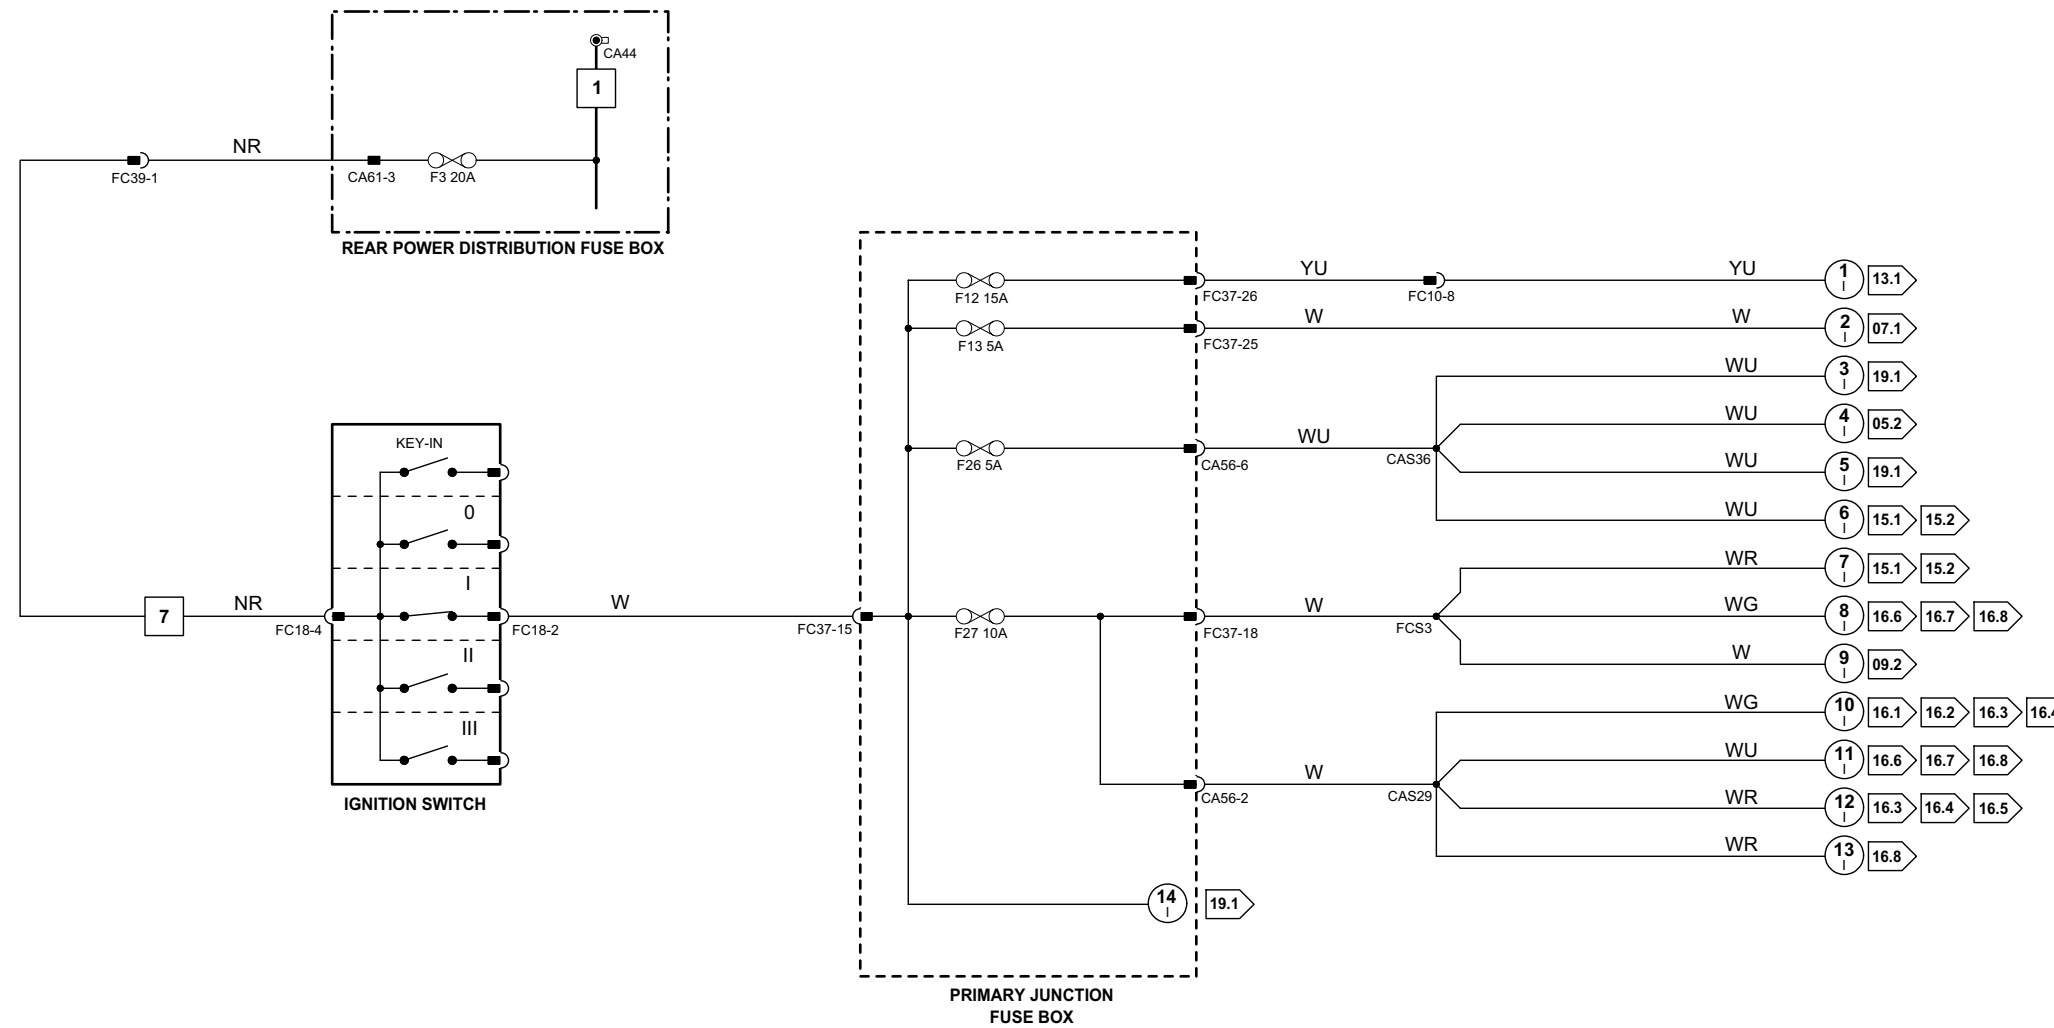 CA44
1
NR
FC39-1
CA61-3
F3 20A
REAR POWER DISTRIBUTION FUSE BOX
F12 15A
FC37-26
YU
FC10-8
YU
1
I
13.1
F13 5A
FC37-25
W
W
2
I
07.1
WU
3
I
19.1
WU
4
I
05.2
F26 5A
CA56-6
WU
CAS36
WU
5
I
19.1
WU
6
I
15.1
15.2
KEY-IN
0
I
II
III
7
NR
FC18-4
FC18-2
W
FC37-15
IGNITION SWITCH
F27 10A
FC37-18
W
FCS3
WR
7
I
15.1
15.2
WG
8
I
16.6
16.7
16.8
W
9
I
09.2
WG
10
I
16.1
16.2
16.3
16.4
CA56-2
W
CAS29
WU
11
I
16.6
16.7
16.8
WR
12
I
16.3
16.4
16.5
WR
13
I
16.8
14
I
19.1
PRIMARY JUNCTION
FUSE BOX